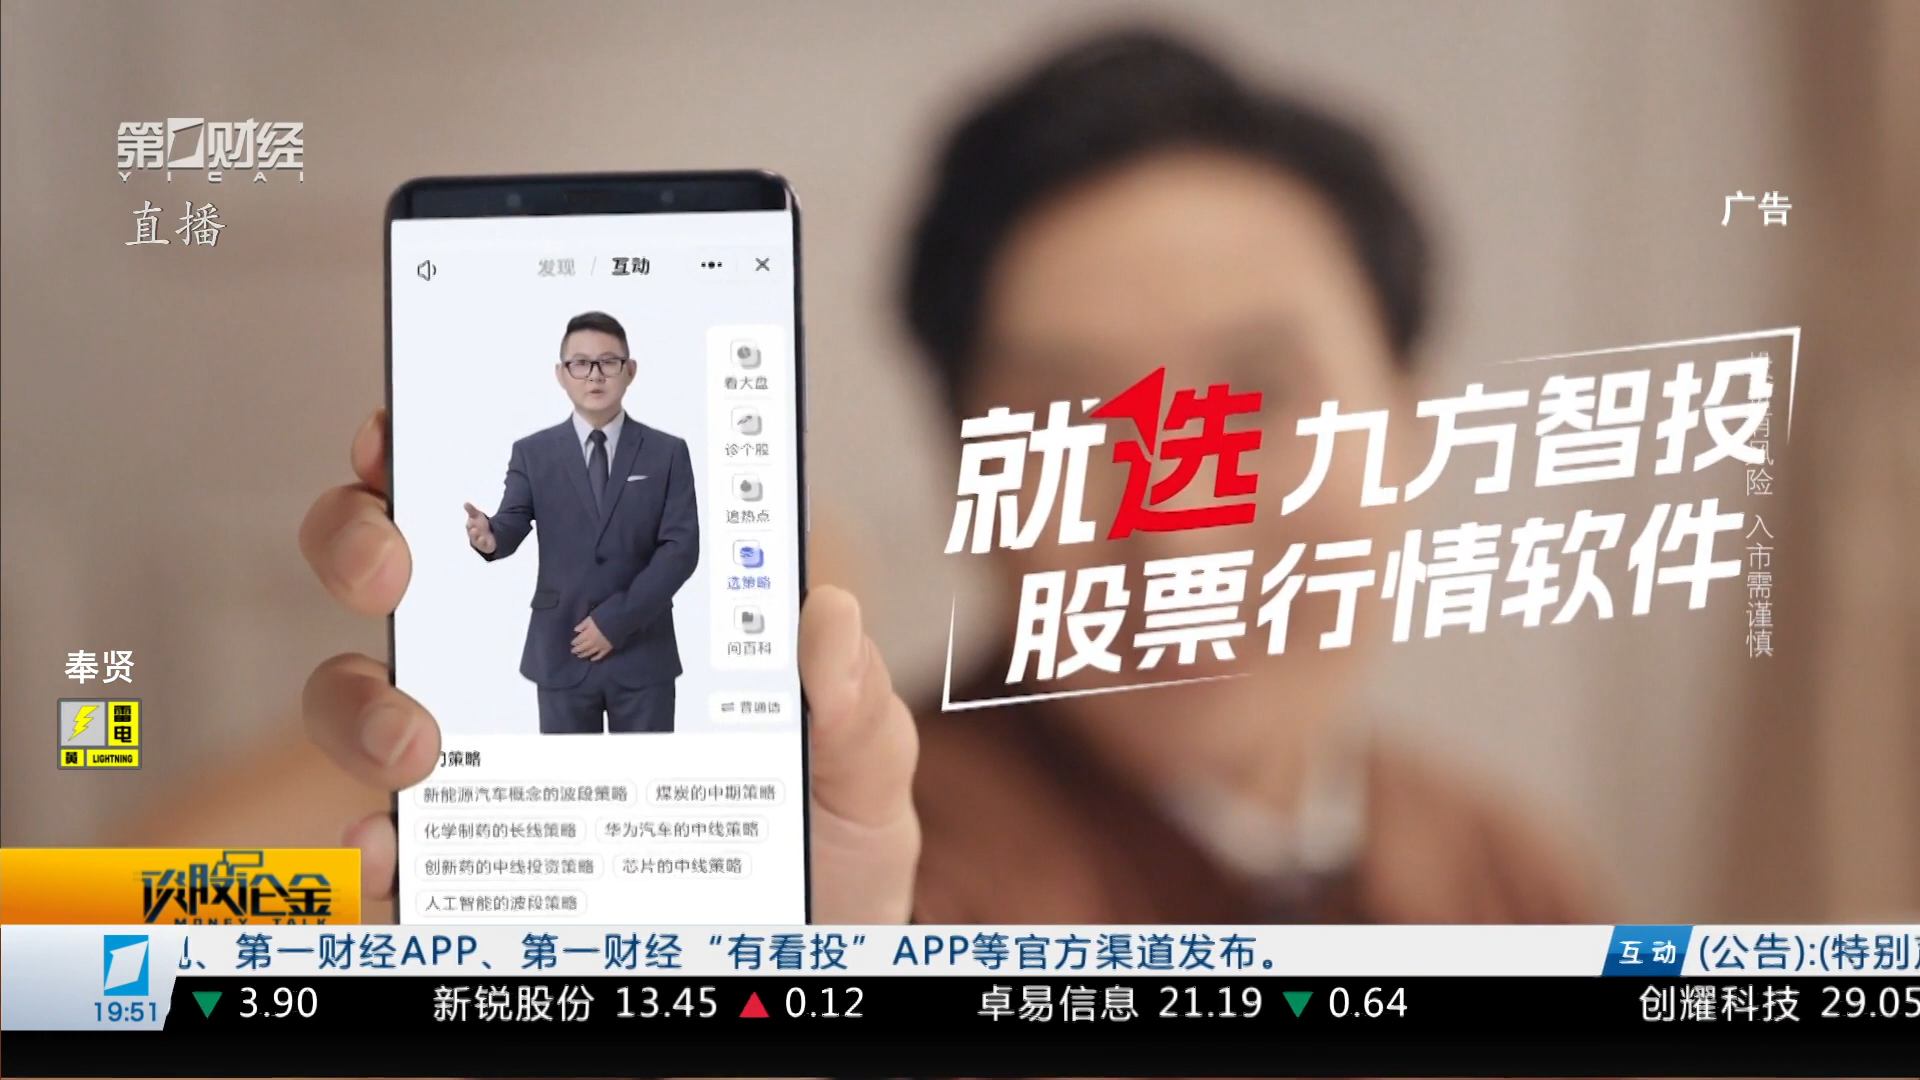 第一财经
YICAI
直播
广告
发现 / 互动
看大盘
诊个股
追热点
选策略
问百科
普通话
策略
新能源汽车概念的波段策略
煤炭的中期策略
化学制药的长线策略
华为汽车的中线策略
创新药的中线投资策略
芯片的中线策略
人工智能的波段策略
就选九方智投
股票行情软件
风险 入市需谨慎
奉贤
雷电
黄 LIGHTNING
谈股论金
MONEY TALK
、第一财经APP、第一财经“有看投”APP等官方渠道发布。
互动 (公告):(特别
19:51
▼ 3.90 新锐股份 13.45 ▲ 0.12 卓易信息 21.19 ▼ 0.64 创耀科技 29.05